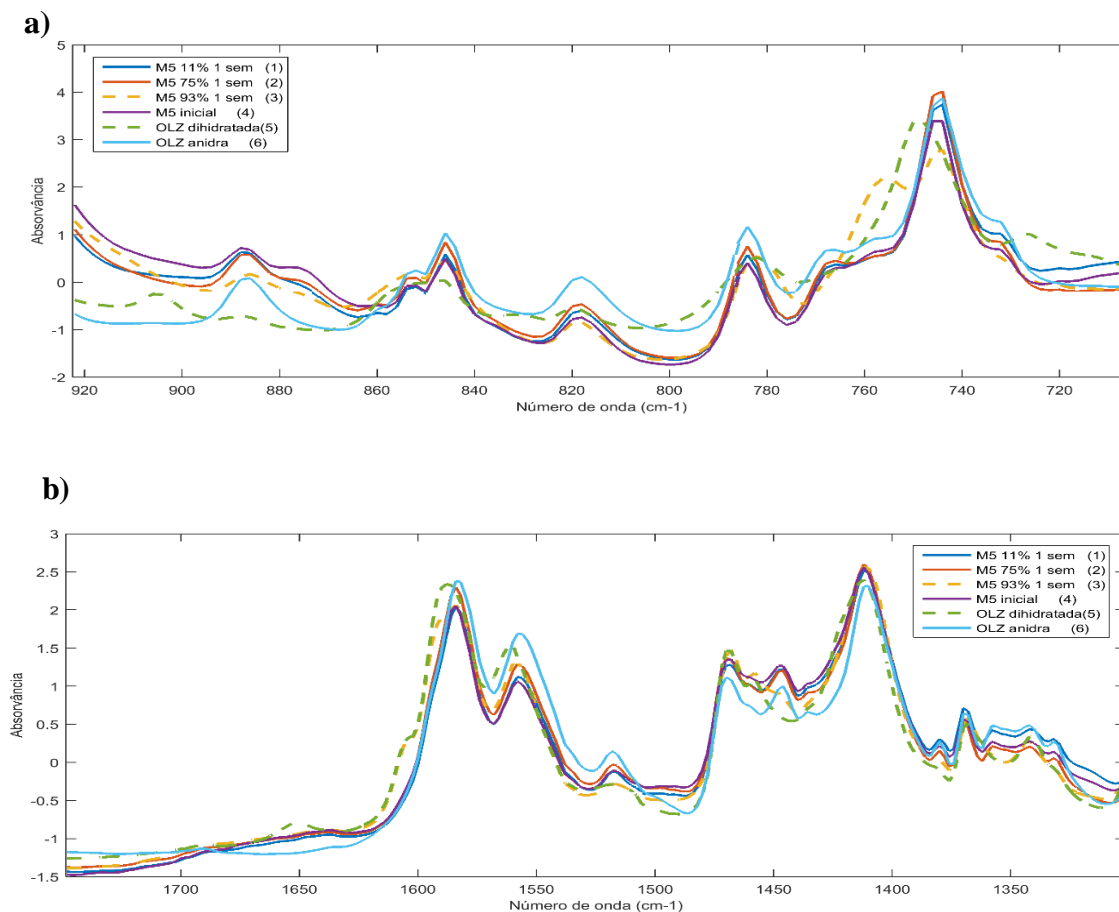 a)
5
4
3
2
1
0
-1
-2
Absorvância
M5 11% 1 sem (1)
M5 75% 1 sem (2)
M5 93% 1 sem (3)
M5 inicial (4)
OLZ dihidratada(5)
OLZ anidra (6)
920 900 880 860 840 820 800 780 760 740 720
Número de onda (cm-1)
b)
3
2.5
2
1.5
1
0.5
0
-0.5
-1
-1.5
Absorvância
M5 11% 1 sem (1)
M5 75% 1 sem (2)
M5 93% 1 sem (3)
M5 inicial (4)
OLZ dihidratada(5)
OLZ anidra (6)
1700 1650 1600 1550 1500 1450 1400 1350
Número de onda (cm-1)